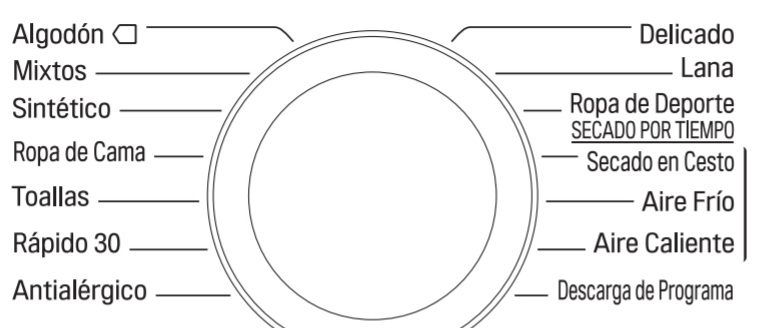 Algodón
Mixtos
Sintético
Ropa de Cama
Toallas
Rápido 30
Antialérgico
Delicado
Lana
Ropa de Deporte
SECADO POR TIEMPO
Secado en Cesto
Aire Frío
Aire Caliente
Descarga de Programa